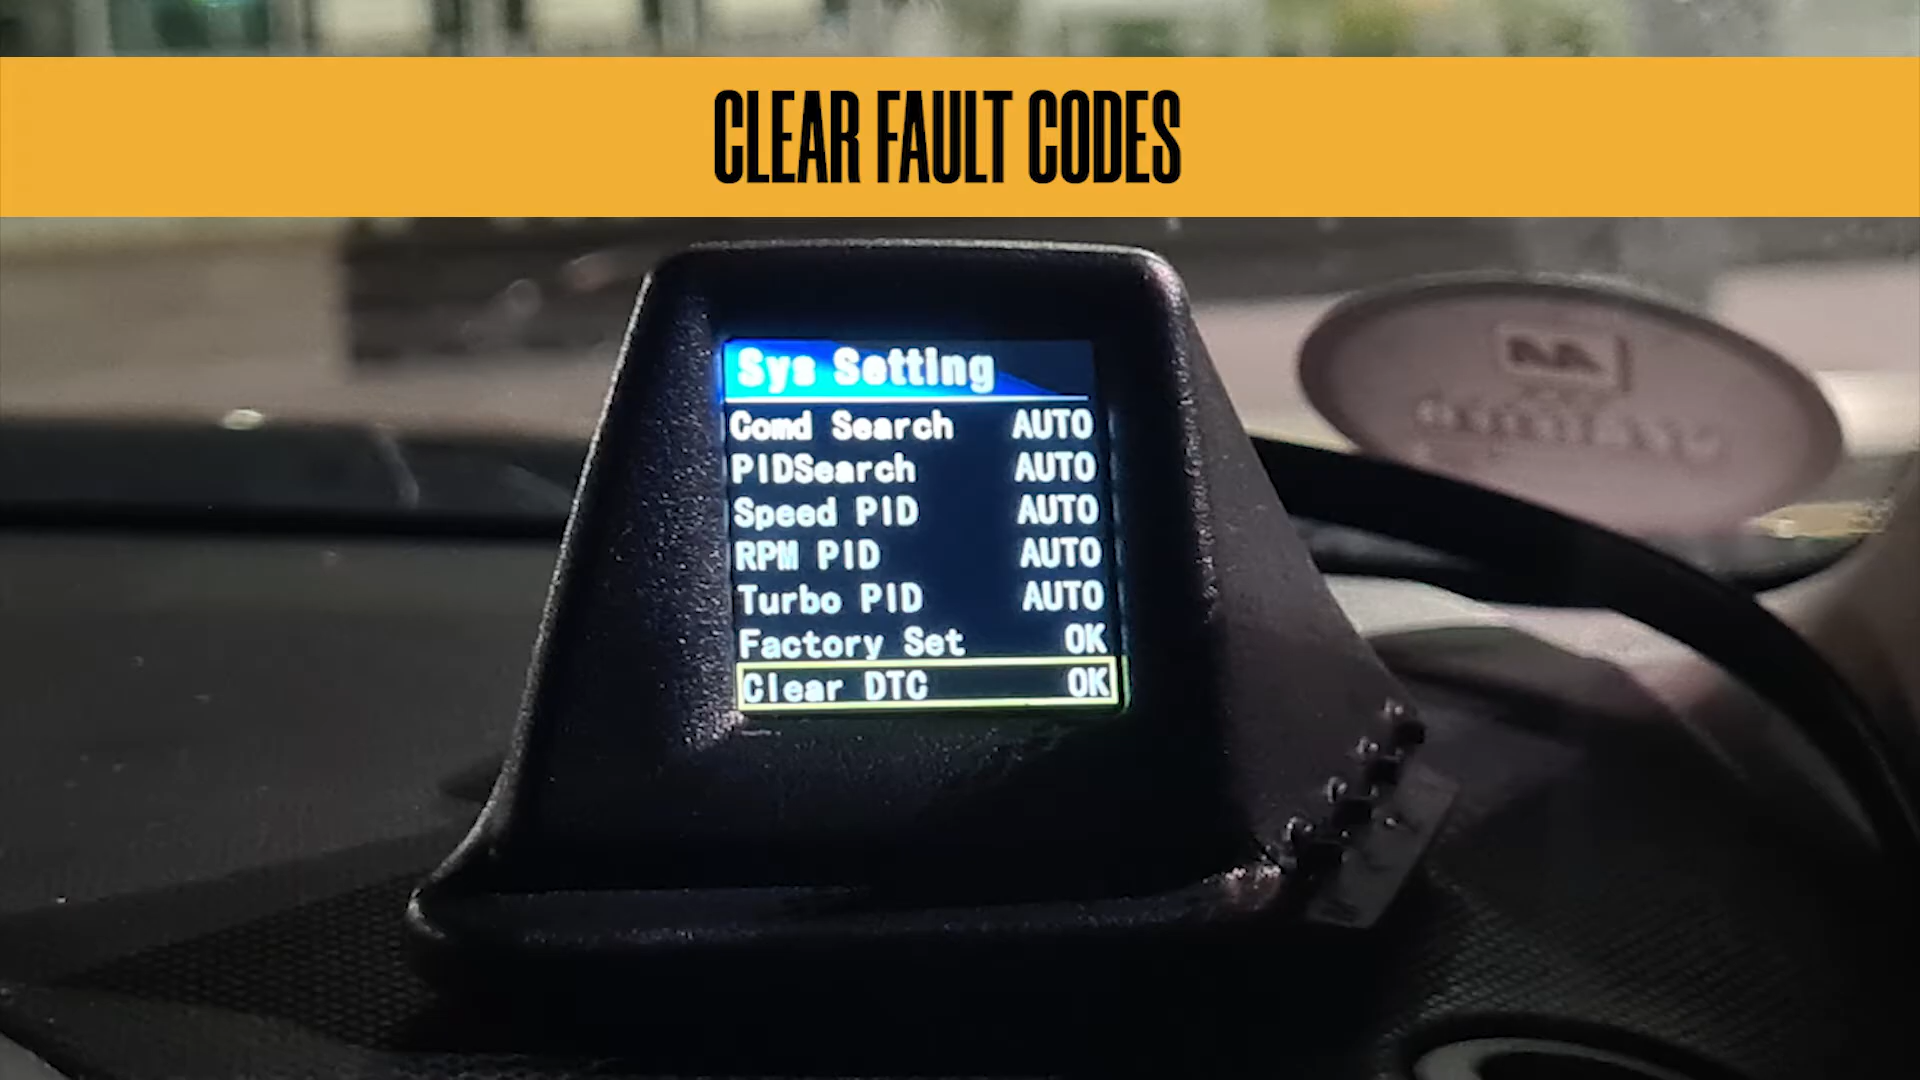 CLEAR FAULT CODES
Sys Setting
Comd Search AUTO
PIDSearch AUTO
Speed PID AUTO
RPM PID AUTO
Turbo PID AUTO
Factory Set OK
Clear DTC OK